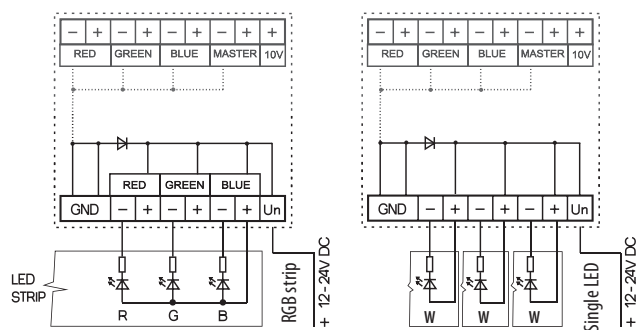 − + − + − + − + +
RED GREEN BLUE MASTER 10V
RED GREEN BLUE
GND − + − + − + Un
LED
STRIP
R G B
RGB strip
+ 12-24V DC
− + − + − + − + +
RED GREEN BLUE MASTER 10V
GND − + − + − + Un
W W W
Single LED
+ 12-24V DC